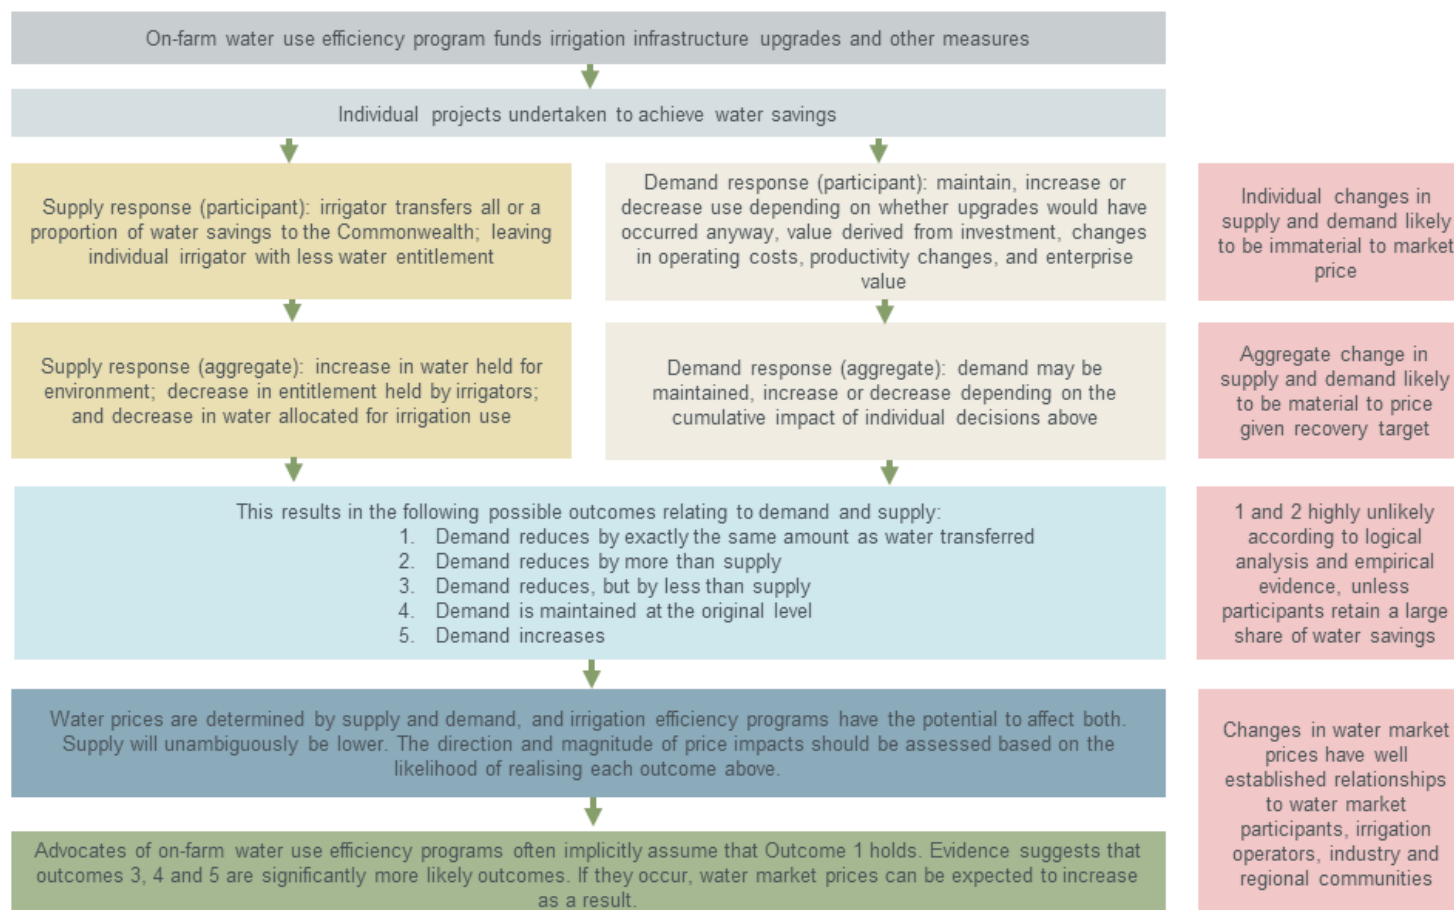 On-farm water use efficiency program funds irrigation infrastructure upgrades and other measures
Individual projects undertaken to achieve water savings
Supply response (participant): irrigator transfers all or a
proportion of water savings to the Commonwealth; leaving
individual irrigator with less water entitlement
Demand response (participant): maintain, increase or
decrease use depending on whether upgrades would have
occurred anyway, value derived from investment, changes
in operating costs, productivity changes, and enterprise
value
Individual changes in
supply and demand likely
to be immaterial to market
price
Supply response (aggregate): increase in water held for
environment; decrease in entitlement held by irrigators;
and decrease in water allocated for irrigation use
Demand response (aggregate): demand may be
maintained, increase or decrease depending on the
cumulative impact of individual decisions above
Aggregate change in
supply and demand likely
to be material to price
given recovery target
This results in the following possible outcomes relating to demand and supply:
1. Demand reduces by exactly the same amount as water transferred
2. Demand reduces by more than supply
3. Demand reduces, but by less than supply
4. Demand is maintained at the original level
5. Demand increases
1 and 2 highly unlikely
according to logical
analysis and empirical
evidence, unless
participants retain a large
share of water savings
Water prices are determined by supply and demand, and irrigation efficiency programs have the potential to affect both.
Supply will unambiguously be lower. The direction and magnitude of price impacts should be assessed based on the
likelihood of realising each outcome above.
Changes in water market
prices have well
established relationships
to water market
participants, irrigation
operators, industry and
regional communities
Advocates of on-farm water use efficiency programs often implicitly assume that Outcome 1 holds. Evidence suggests that
outcomes 3, 4 and 5 are significantly more likely outcomes. If they occur, water market prices can be expected to increase
as a result.